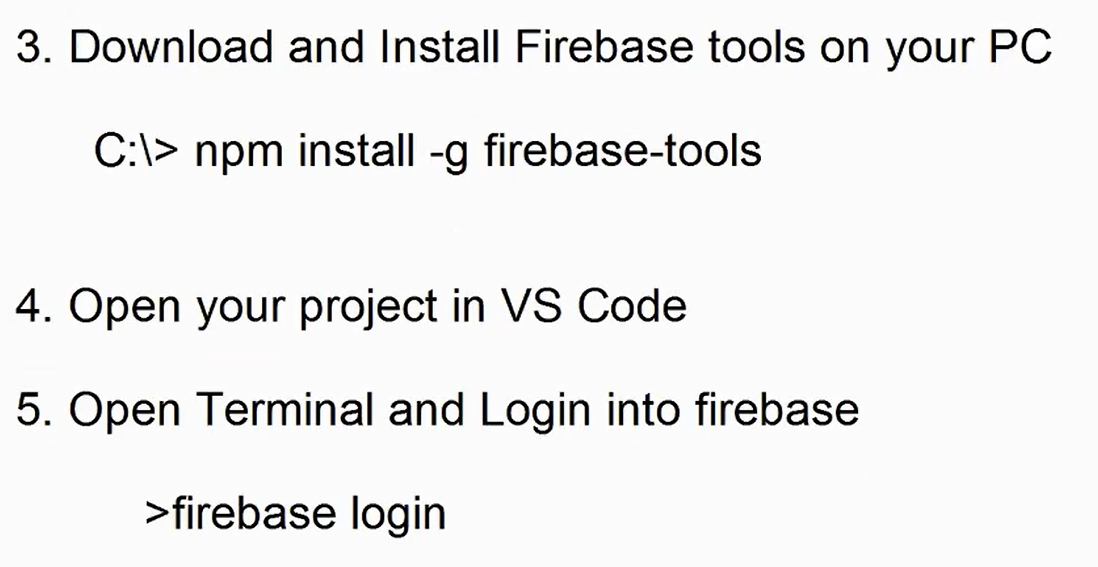 3. Download and Install Firebase tools on your PC
C:\> npm install -g firebase-tools
4. Open your project in VS Code
5. Open Terminal and Login into firebase
>firebase login